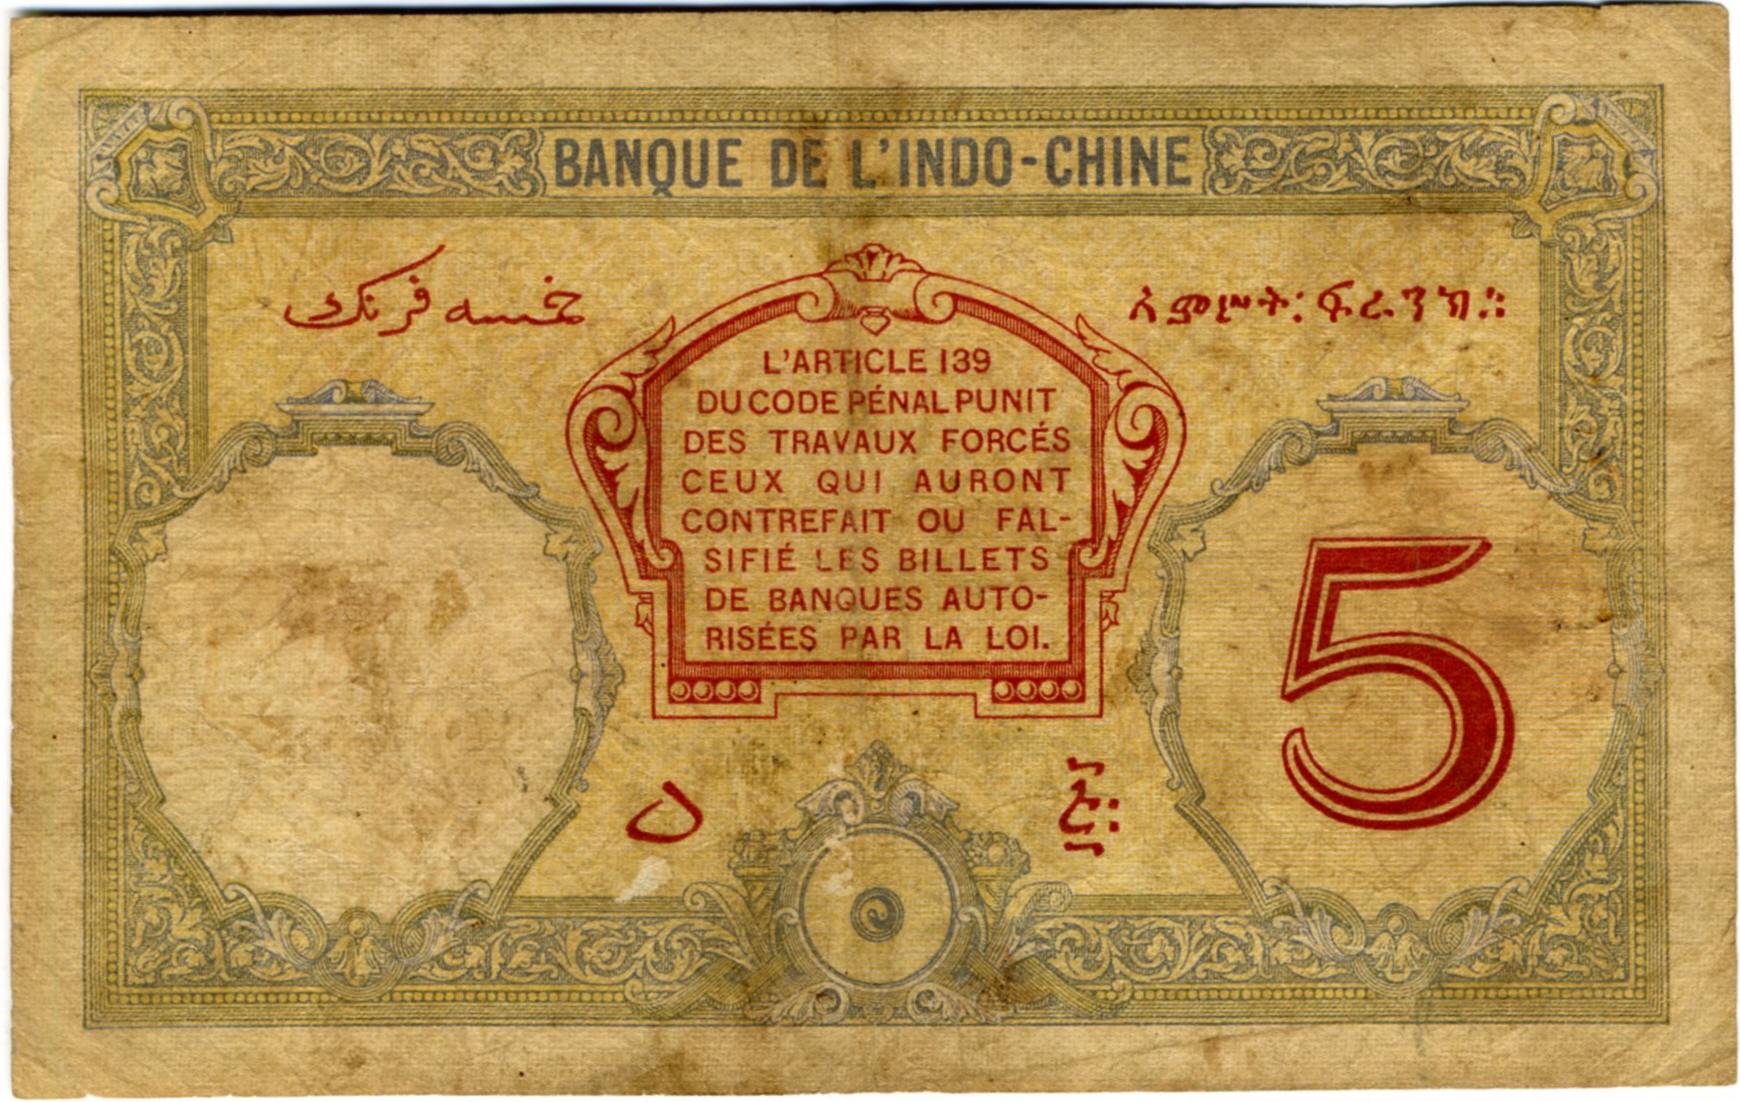 BANQUE DE L'INDO-CHINE
خمسه فرنك
አምሥት፡ ፍራንክ።
L'ARTICLE 139
DU CODE PÉNAL PUNIT
DES TRAVAUX FORCÉS
CEUX QUI AURONT
CONTREFAIT OU FAL-
SIFIÉ LES BILLETS
DE BANQUES AUTO-
RISÉES PAR LA LOI.
5
٥
፭፡